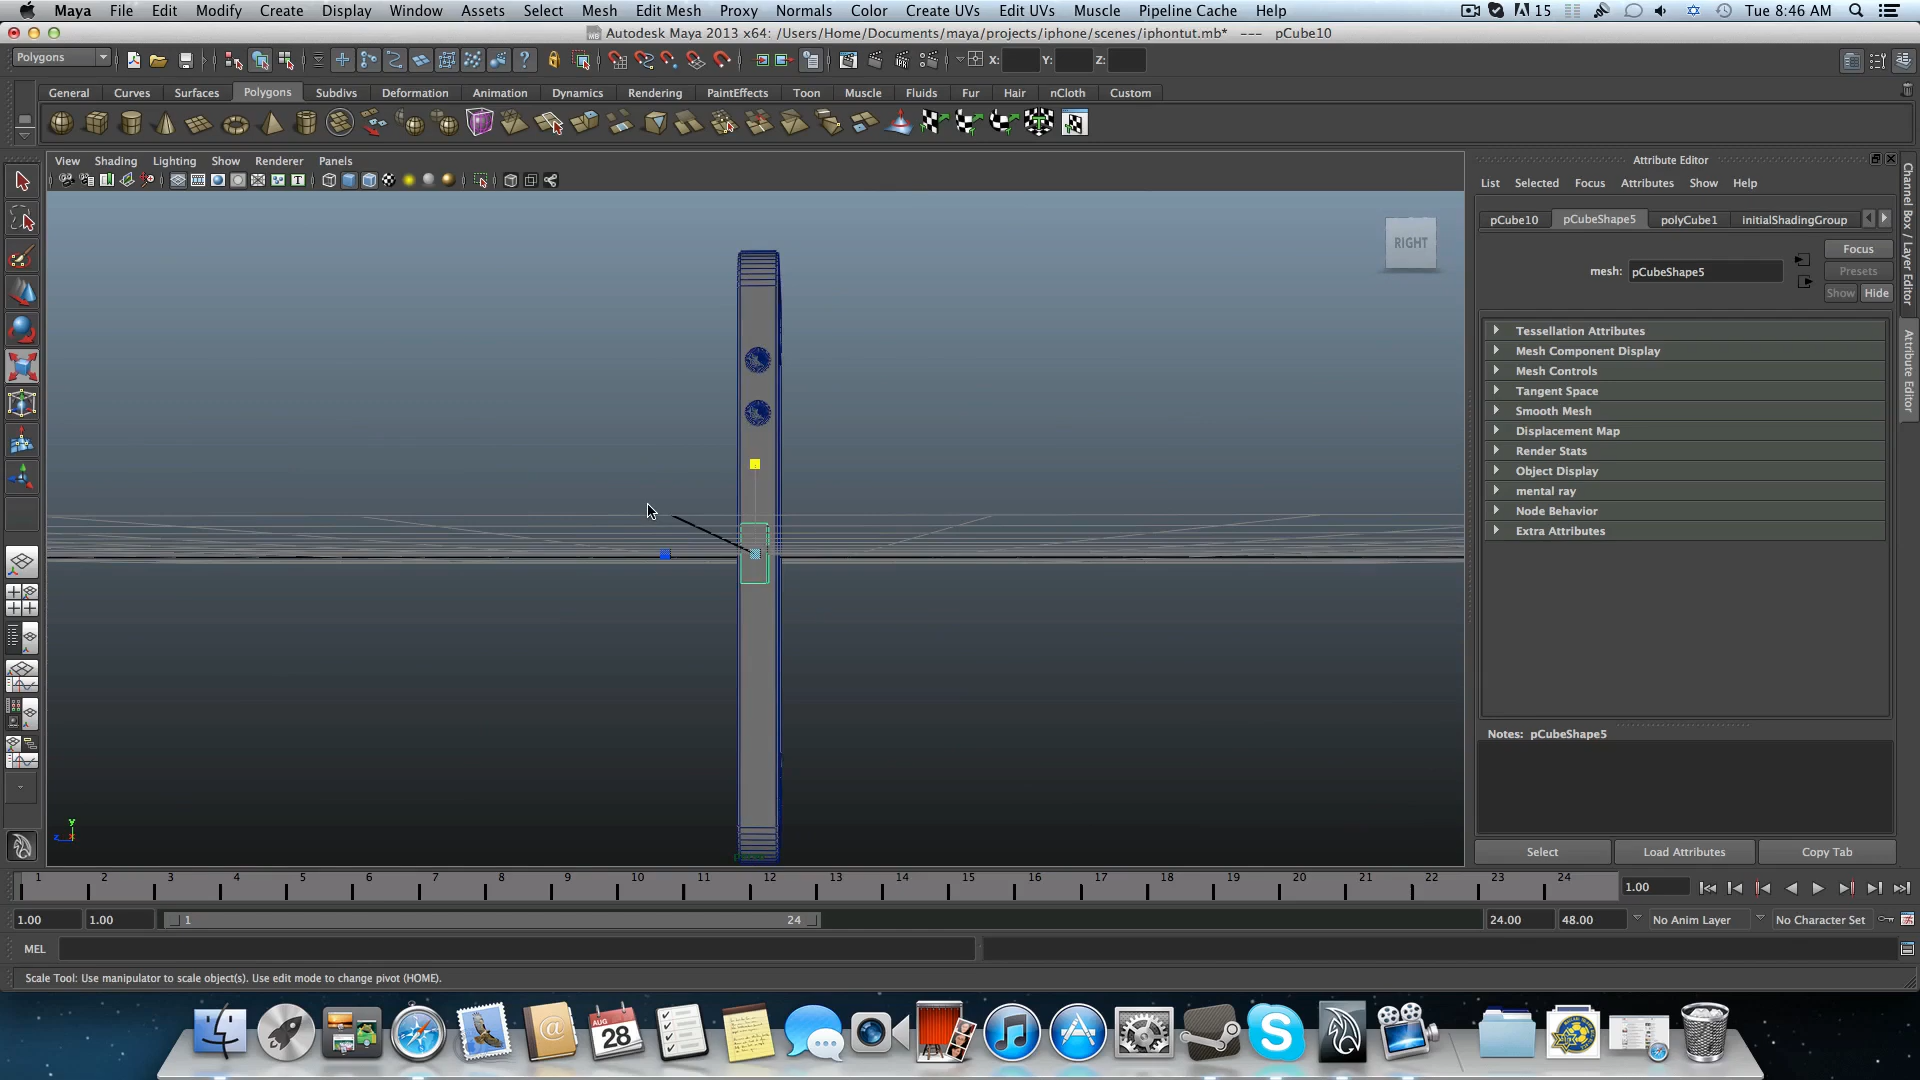 Maya File Edit Modify Create Display Window Assets Select Mesh Edit Mesh Proxy Normals Color Create UVs Edit UVs Muscle Pipeline Cache Help 15 Tue 8:46 AM
Autodesk Maya 2013 x64: /Users/Home/Documents/maya/projects/iphone/scenes/iphontut.mb* --- pCube10
Polygons X: Y: Z:
General Curves Surfaces Polygons Subdivs Deformation Animation Dynamics Rendering PaintEffects Toon Muscle Fluids Fur Hair nCloth Custom
View Shading Lighting Show Renderer Panels
Attribute Editor
List Selected Focus Attributes Show Help
pCube10 pCubeShape5 polyCube1 initialShadingGroup
RIGHT
Focus
mesh: pCubeShape5
Presets
Show Hide
Tessellation Attributes
Mesh Component Display
Mesh Controls
Tangent Space
Smooth Mesh
Displacement Map
Render Stats
Object Display
mental ray
Node Behavior
Extra Attributes
Channel Box / Layer Editor
Attribute Editor
Notes: pCubeShape5
y
z x
Select Load Attributes Copy Tab
1 2 3 4 5 6 7 8 9 10 11 12 13 14 15 16 17 18 19 20 21 22 23 24 1.00
1.00 1.00 1 24 24.00 48.00 No Anim Layer No Character Set
MEL
Scale Tool: Use manipulator to scale object(s). Use edit mode to change pivot (HOME).
AUG
28